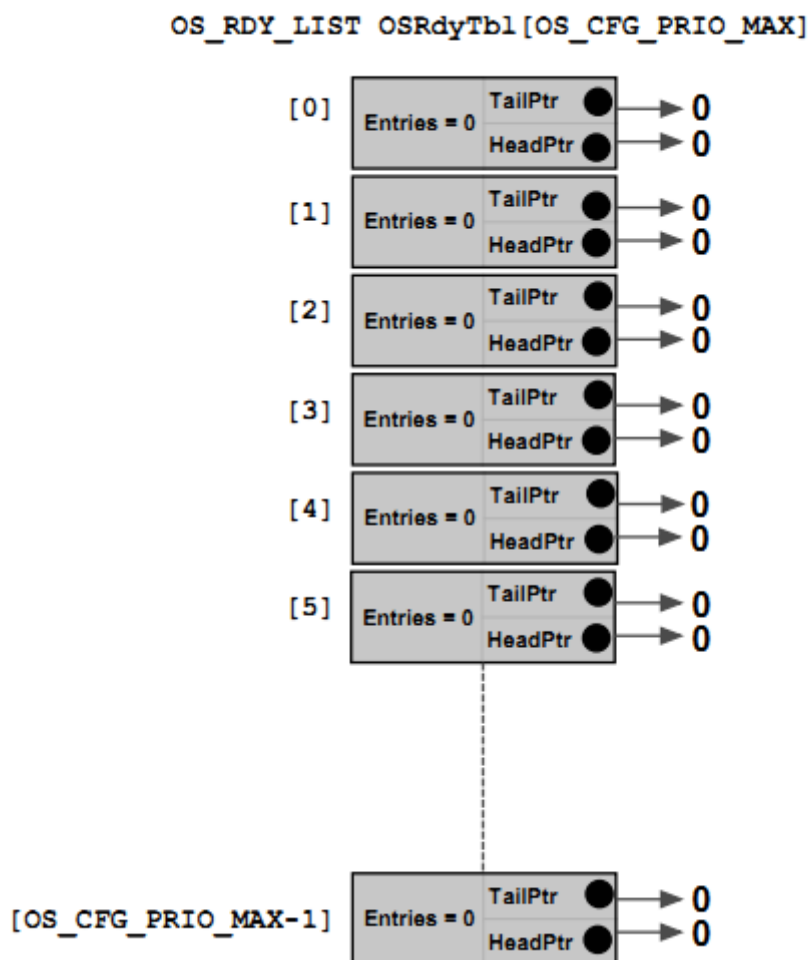 OS_RDY_LIST OSRdyTbl[OS_CFG_PRIO_MAX]
[0] Entries = 0 TailPtr 0
HeadPtr 0
[1] Entries = 0 TailPtr 0
HeadPtr 0
[2] Entries = 0 TailPtr 0
HeadPtr 0
[3] Entries = 0 TailPtr 0
HeadPtr 0
[4] Entries = 0 TailPtr 0
HeadPtr 0
[5] Entries = 0 TailPtr 0
HeadPtr 0
[OS_CFG_PRIO_MAX-1] Entries = 0 TailPtr 0
HeadPtr 0